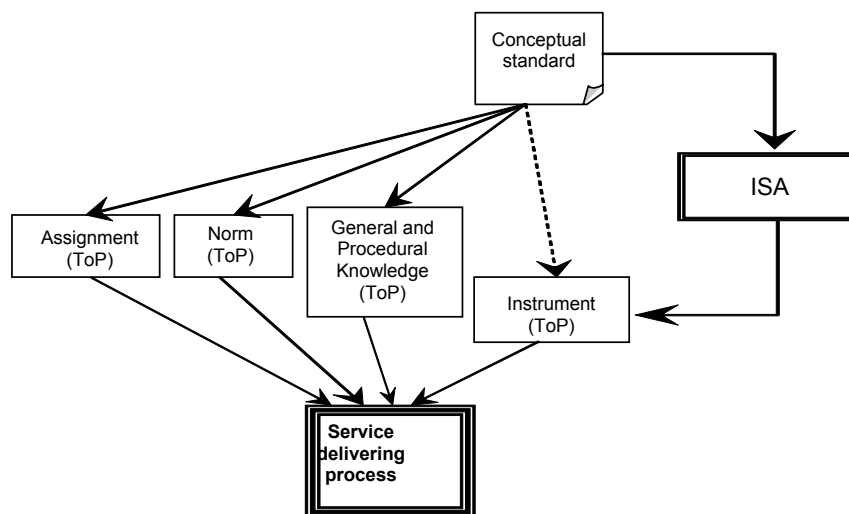 Conceptual
standard
ISA
Assignment
(ToP)
Norm
(ToP)
General and
Procedural
Knowledge
(ToP)
Instrument
(ToP)
Service
delivering
process